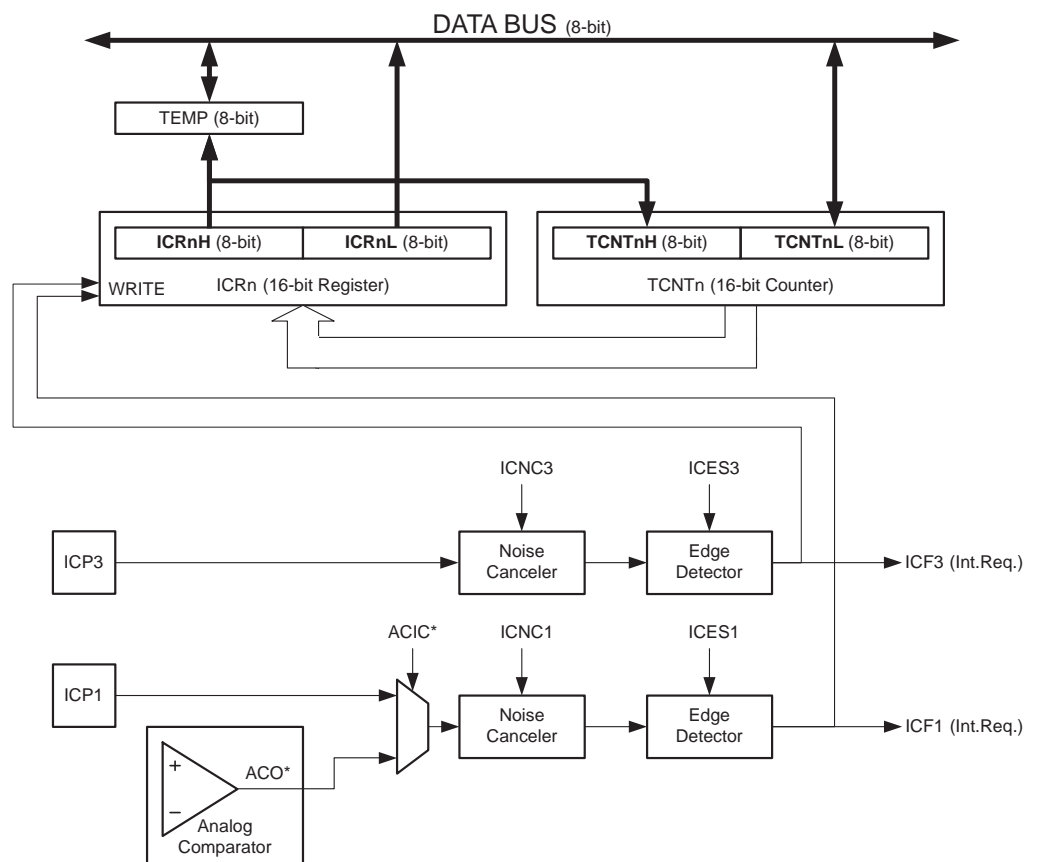 DATA BUS (8-bit)
TEMP (8-bit)
ICRnH (8-bit)
ICRnL (8-bit)
TCNTnH (8-bit)
TCNTnL (8-bit)
WRITE
ICRn (16-bit Register)
TCNTn (16-bit Counter)
ICNC3
ICES3
ICP3
Noise
Canceler
Edge
Detector
ICF3 (Int.Req.)
ACIC*
ICNC1
ICES1
ICP1
Noise
Canceler
Edge
Detector
ICF1 (Int.Req.)
+
ACO*
−
Analog
Comparator